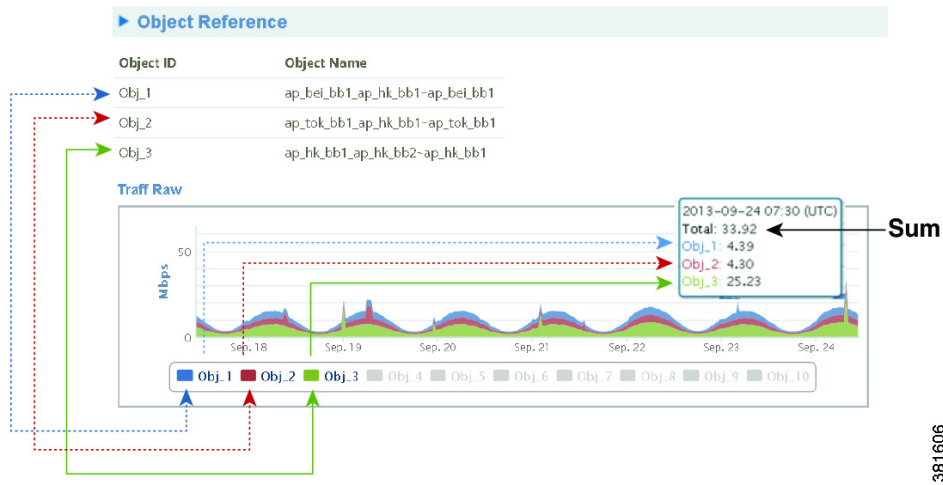 Object Reference
Object ID Object Name
Obj_1 ap_bei_bb1_ap_hk_bb1-ap_bei_bb1
Obj_2 ap_tok_bb1_ap_hk_bb1-ap_tok_bb1
Obj_3 ap_hk_bb1_ap_hk_bb2-ap_hk_bb1
Traff Raw
2013-09-24 07:30 (UTC)
Total: 33.92
Sum
Obj_1: 4.39
Obj_2: 4.30
Obj_3: 25.23
50
Mbps
0
Sep. 18 Sep. 19 Sep. 20 Sep. 21 Sep. 22 Sep. 23 Sep. 24
Obj_1 Obj_2 Obj_3 Obj_4 Obj_5 Obj_6 Obj_7 Obj_8 Obj_9 Obj_10
381606